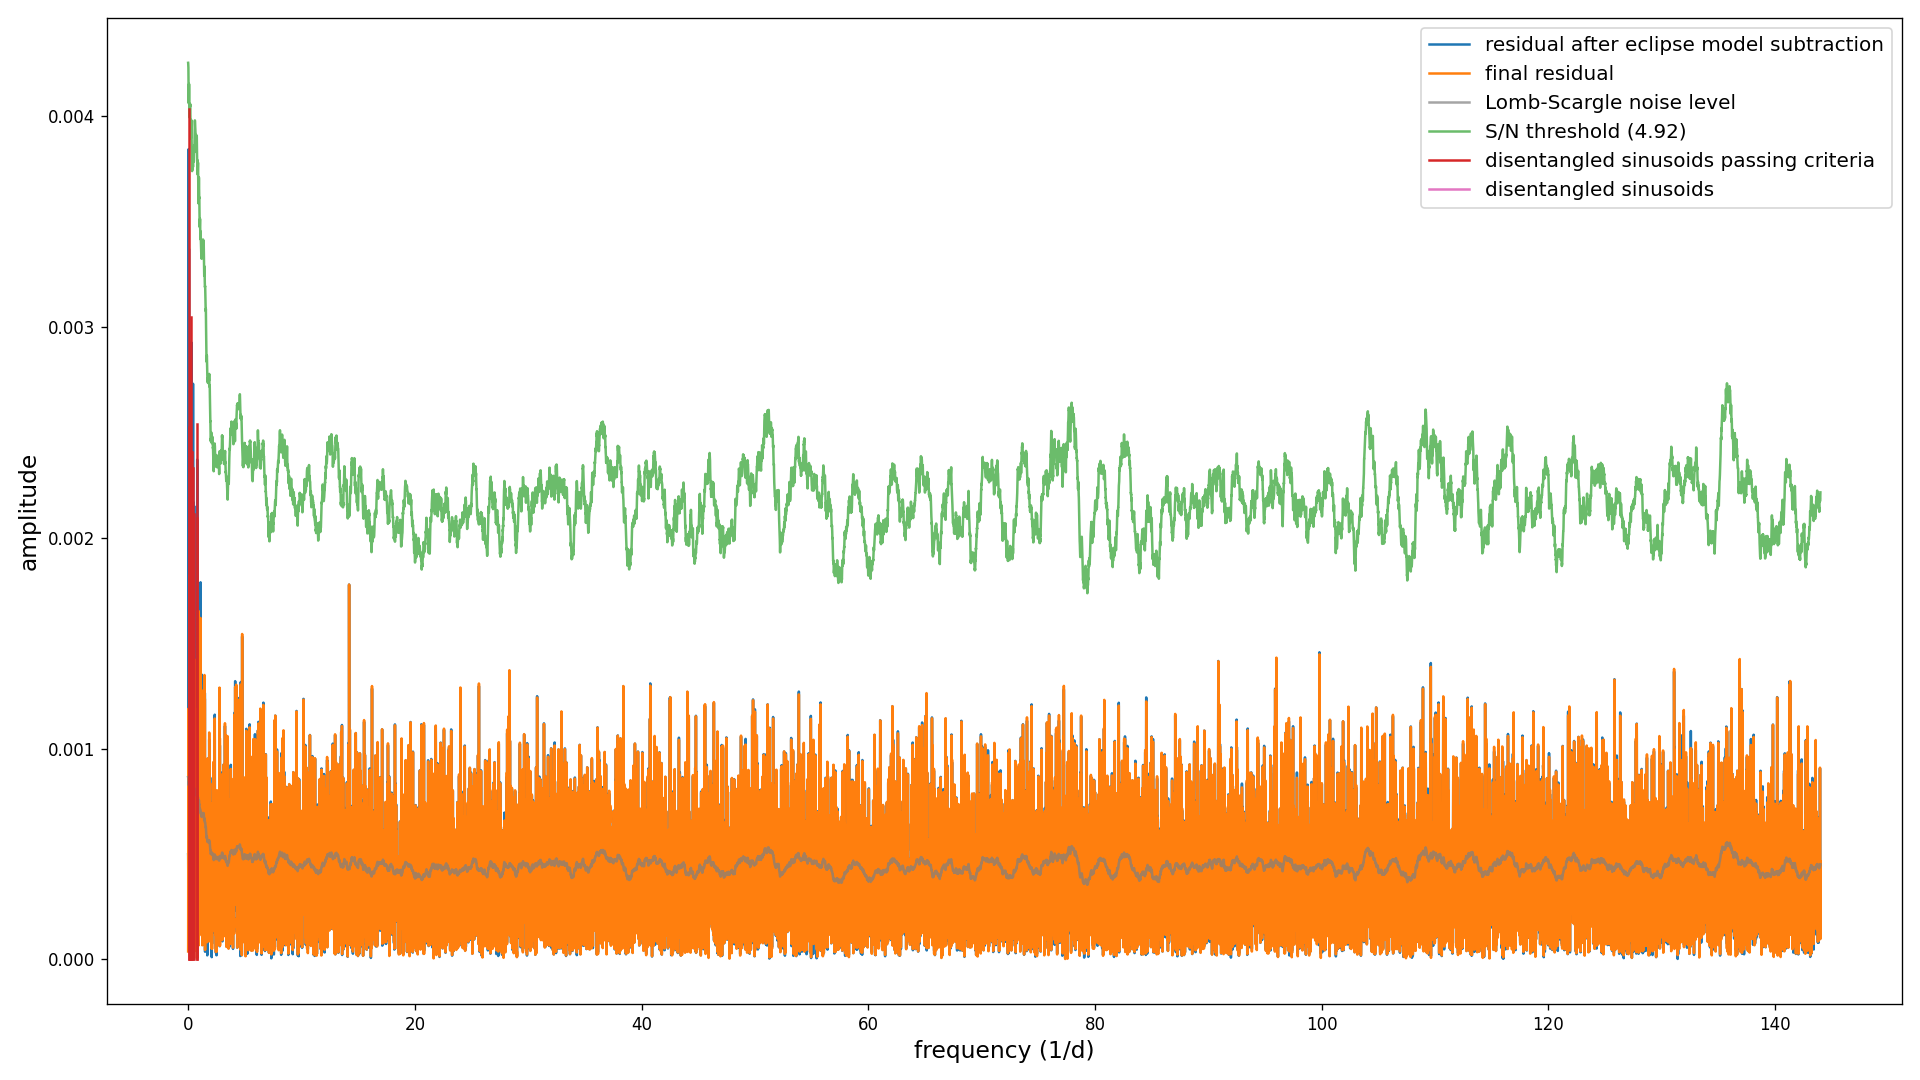 residual after eclipse model subtraction
final residual
Lomb-Scargle noise level
S/N threshold (4.92)
disentangled sinusoids passing criteria
disentangled sinusoids
amplitude
0.004
0.003
0.002
0.001
0.000
0 20 40 60 80 100 120 140
frequency (1/d)